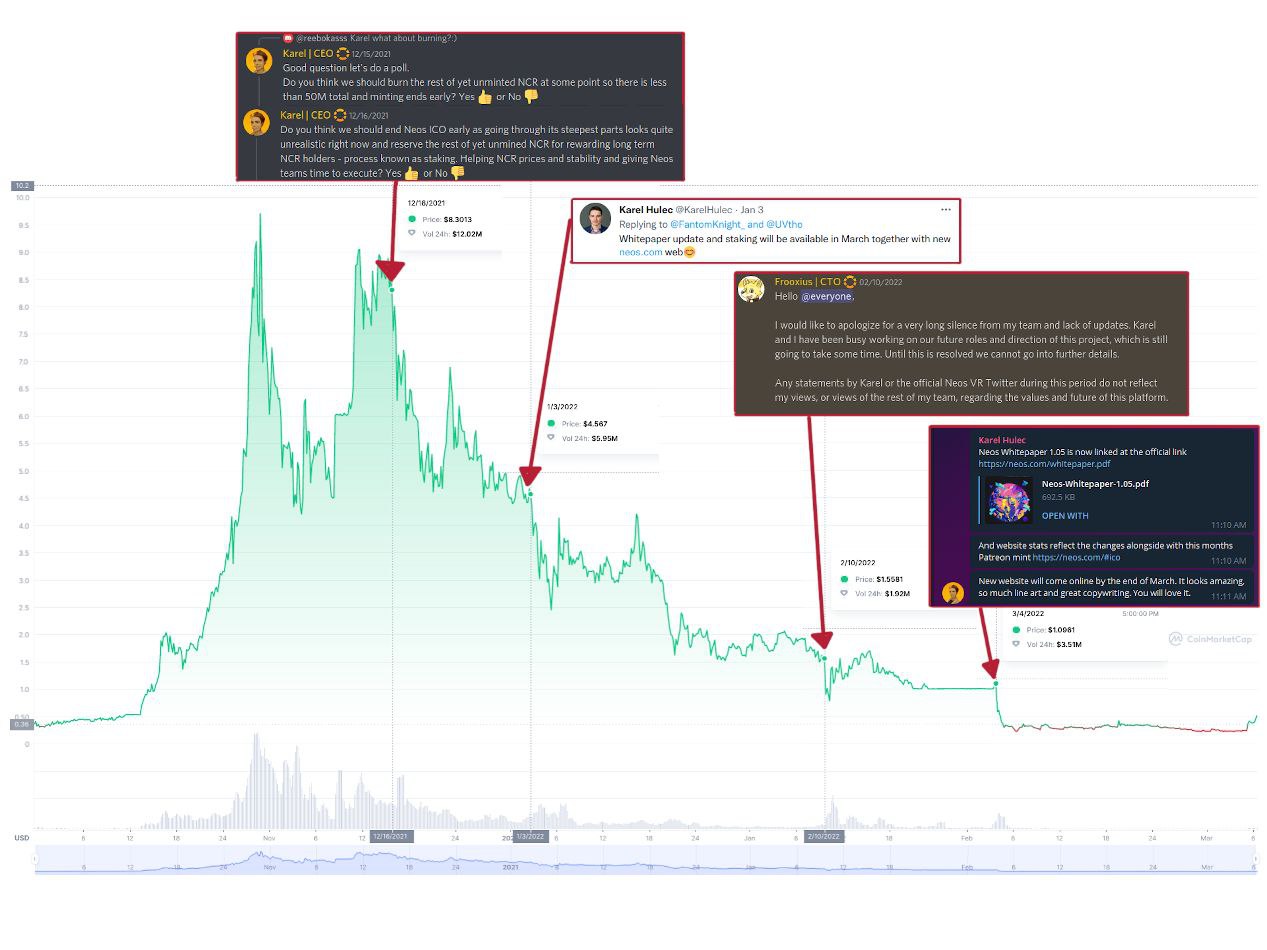 @reebokasss Karel what about burning?:)
Karel | CEO 12/15/2021
Good question let's do a poll.
Do you think we should burn the rest of yet unminted NCR at some point so there is less
than 50M total and minting ends early? Yes 👍 or No 👎
Karel | CEO 12/16/2021
Do you think we should end Neos ICO early as going through its steepest parts looks quite
unrealistic right now and reserve the rest of yet unmined NCR for rewarding long term
NCR holders - process known as staking. Helping NCR prices and stability and giving Neos
teams time to execute? Yes 👍 or No 👎
12/16/2021
Price: $8.3013
Vol 24h: $12.02M
Karel Hulec @KarelHulec · Jan 3
Replying to @FantomKnight_ and @UVtho
Whitepaper update and staking will be available in March together with new
neos.com web😊
Frooxius | CTO 02/10/2022
Hello @everyone,
I would like to apologize for a very long silence from my team and lack of updates. Karel
and I have been busy working on our future roles and direction of this project, which is still
going to take some time. Until this is resolved we cannot go into further details.
Any statements by Karel or the official Neos VR Twitter during this period do not reflect
my views, or views of the rest of my team, regarding the values and future of this platform.
1/3/2022
Price: $4.567
Vol 24h: $5.95M
Karel Hulec
Neos Whitepaper 1.05 is now linked at the official link
https://neos.com/whitepaper.pdf
Neos-Whitepaper-1.05.pdf
692.5 KB
OPEN WITH
11:10 AM
And website stats reflect the changes alongside with this months
Patreon mint https://neos.com/#ico
11:10 AM
New website will come online by the end of March. It looks amazing,
so much line art and great copywriting. You will love it.
11:11 AM
2/10/2022
Price: $1.5581
Vol 24h: $1.92M
3/4/2022 5:00:00 PM
Price: $1.0961
Vol 24h: $3.51M
CoinMarketCap
10.2
10.0
9.5
9.0
8.5
8.0
7.5
7.0
6.5
6.0
5.5
5.0
4.5
4.0
3.5
3.0
2.5
2.0
1.5
1.0
0.50
0.36
0
USD 6 12 18 24 Nov 6 12 12/16/2021 24 1/3/2022 6 12 18 24 Jan 6 2/10/2022 12 18 24 Feb 6 12 18 24 Mar 6
6 12 18 24 Nov 6 12 18 24 2021 6 12 18 24 Jan 6 12 18 24 Feb 6 12 18 24 Mar 6